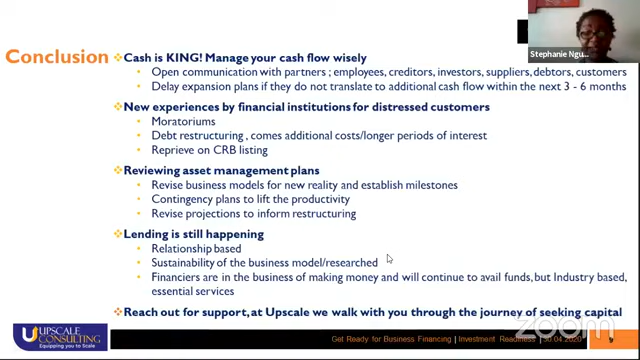 Conclusion
Cash is KING! Manage your cash flow wisely
Open communication with partners ; employees, creditors, investors, suppliers, debtors, customers
Delay expansion plans if they do not translate to additional cash flow within the next 3 - 6 months
New experiences by financial institutions for distressed customers
Moratoriums
Debt restructuring , comes additional costs/longer periods of interest
Reprieve on CRB listing
Reviewing asset management plans
Revise business models for new reality and establish milestones
Contingency plans to lift the productivity
Revise projections to inform restructuring
Lending is still happening
Relationship based
Sustainability of the business model/researched
Financiers are in the business of making money and will continue to avail funds, but Industry based,
essential services
Reach out for support, at Upscale we walk with you through the journey of seeking capital
Stephanie Ngu...
UPSCALE
CONSULTING
Equipping you to Scale
Get Ready for Business Financing | Investment Readiness | 30.04.2020
9
zoom